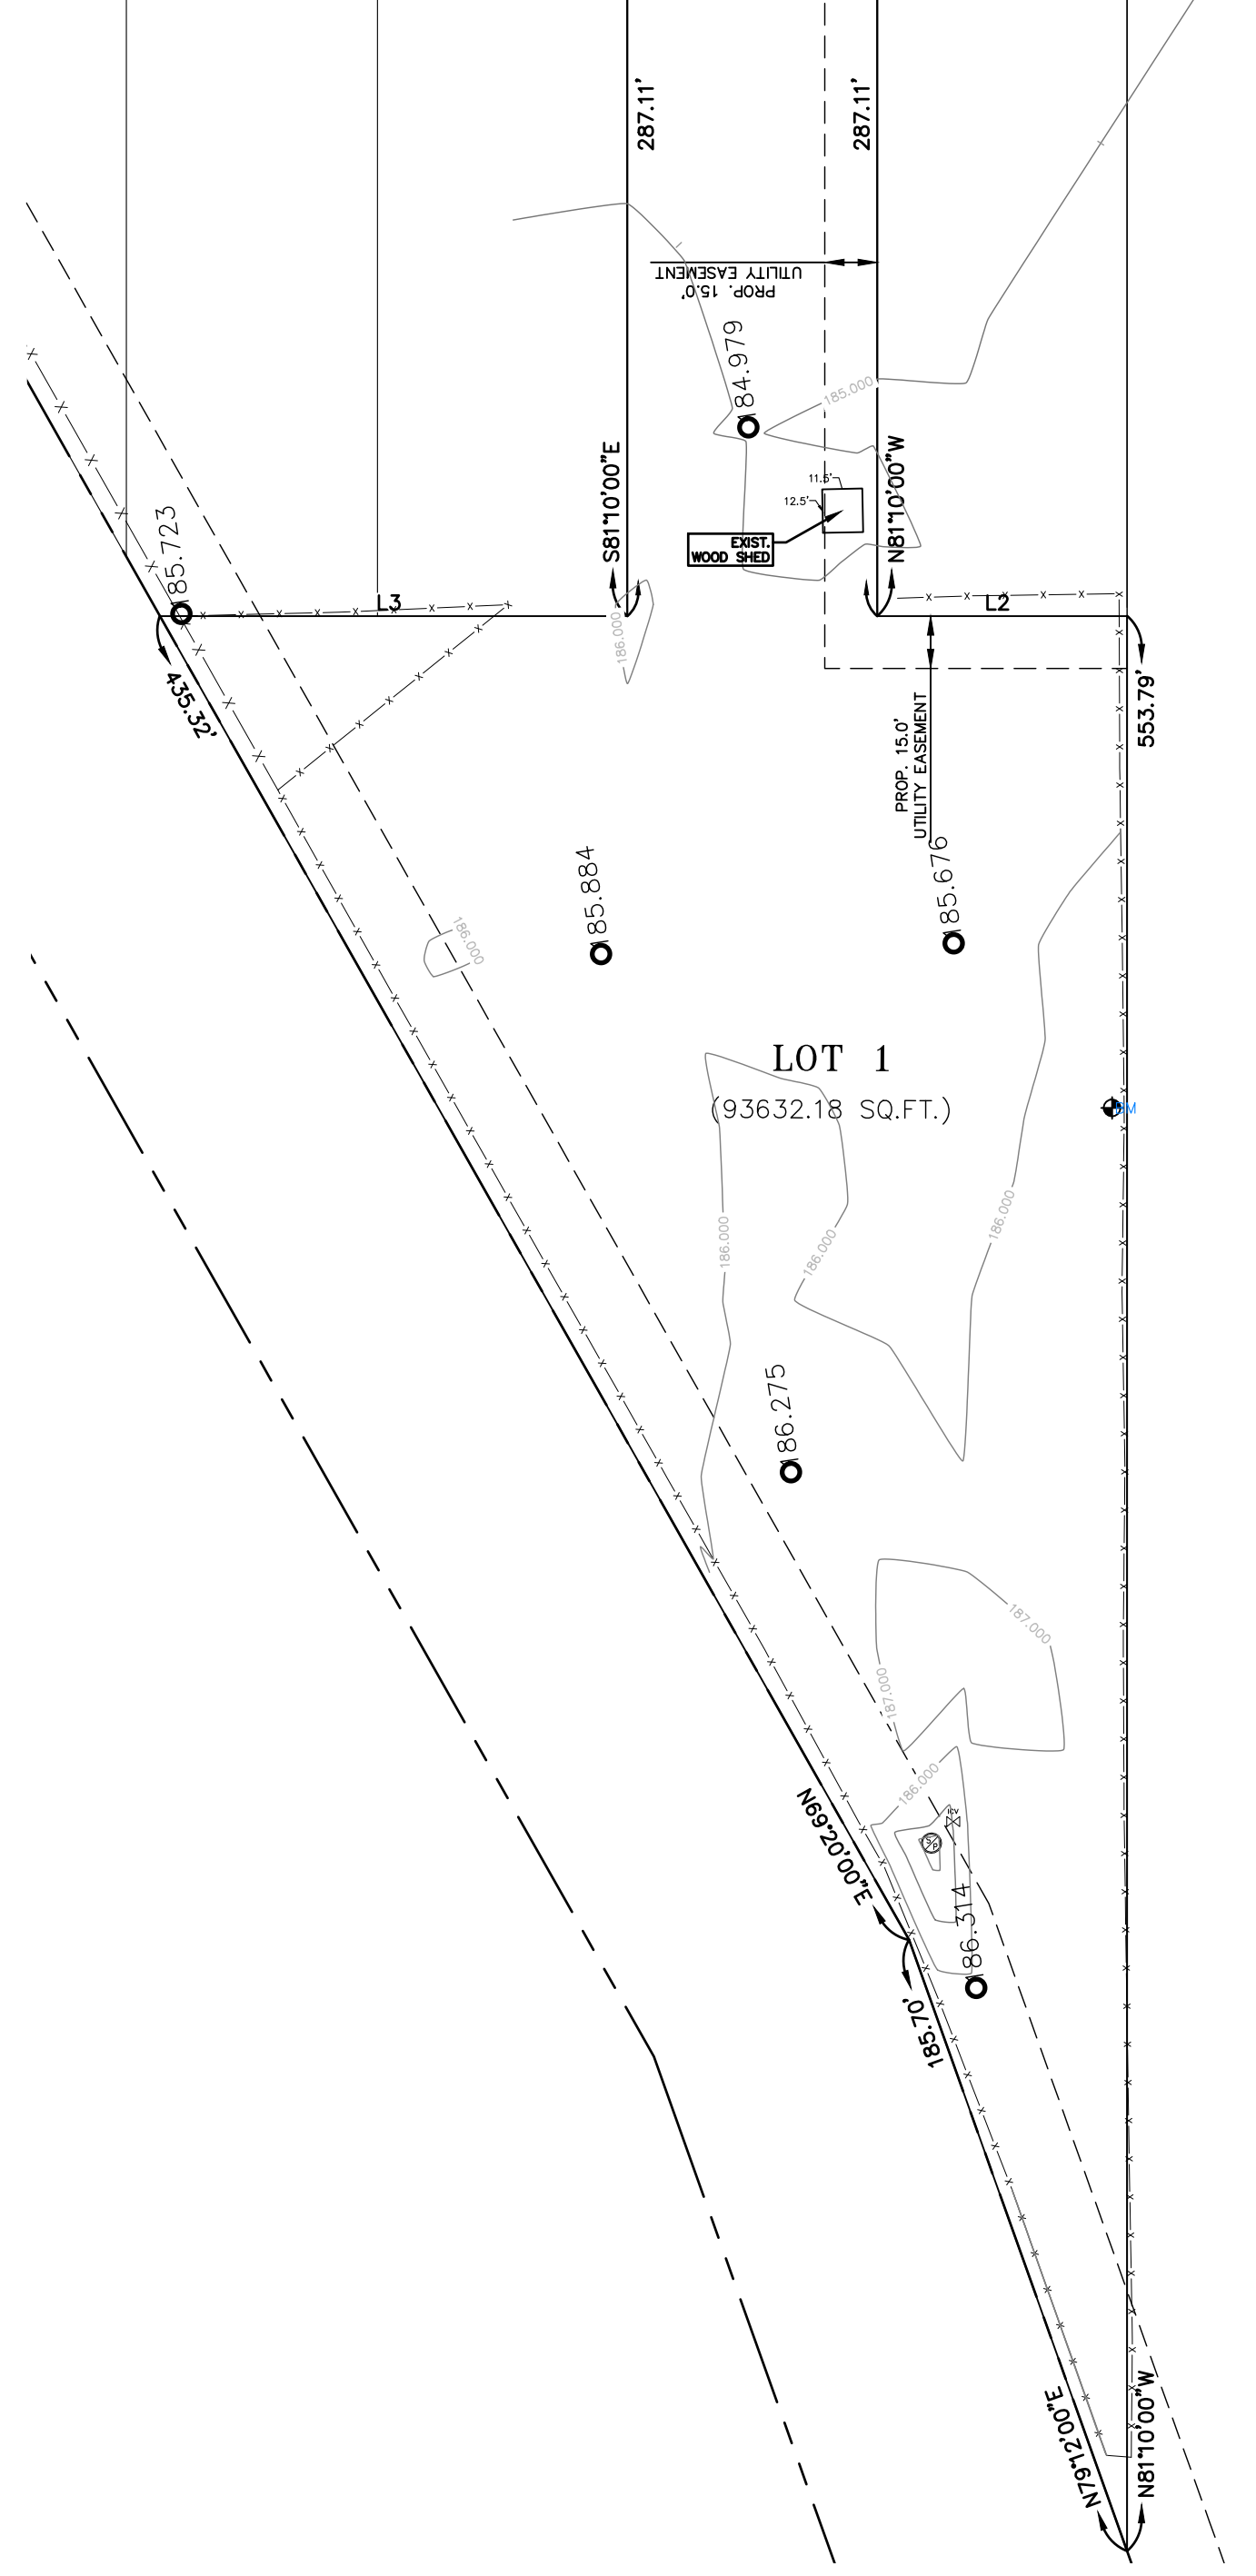 287.11'
287.11'
PROP. 15.0'
UTILITY EASEMENT
184.979
185.000
S81°10'00"E
N81°10'00"W
11.5'
12.5'
EXIST.
WOOD SHED
185.723
L3
L2
186.000
435.32'
553.79'
PROP. 15.0'
UTILITY EASEMENT
185.884
185.676
186.000
LOT 1
(93632.18 SQ.FT.)
BM
186.000
186.000
186.000
186.275
187.000
187.000
186.000
N69°20'00"E
S/P
186.314
185.70'
N79°12'00"E
N81°10'00"W